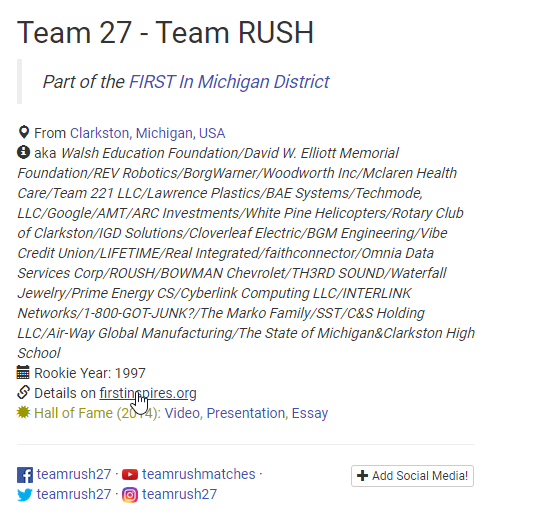 Team 27 - Team RUSH
Part of the FIRST In Michigan District
From Clarkston, Michigan, USA
aka Walsh Education Foundation/David W. Elliott Memorial
Foundation/REV Robotics/BorgWarner/Woodworth Inc/Mclaren Health
Care/Team 221 LLC/Lawrence Plastics/BAE Systems/Techmode,
LLC/Google/AMT/ARC Investments/White Pine Helicopters/Rotary Club
of Clarkston/IGD Solutions/Cloverleaf Electric/BGM Engineering/Vibe
Credit Union/LIFETIME/Real Integrated/faithconnector/Omnia Data
Services Corp/ROUSH/BOWMAN Chevrolet/TH3RD SOUND/Waterfall
Jewelry/Prime Energy CS/Cyberlink Computing LLC/INTERLINK
Networks/1-800-GOT-JUNK?/The Marko Family/SST/C&S Holding
LLC/Air-Way Global Manufacturing/The State of Michigan&Clarkston High
School
Rookie Year: 1997
Details on firstinspires.org
Hall of Fame (2014): Video, Presentation, Essay
teamrush27 · teamrushmatches ·
teamrush27 · teamrush27
Add Social Media!